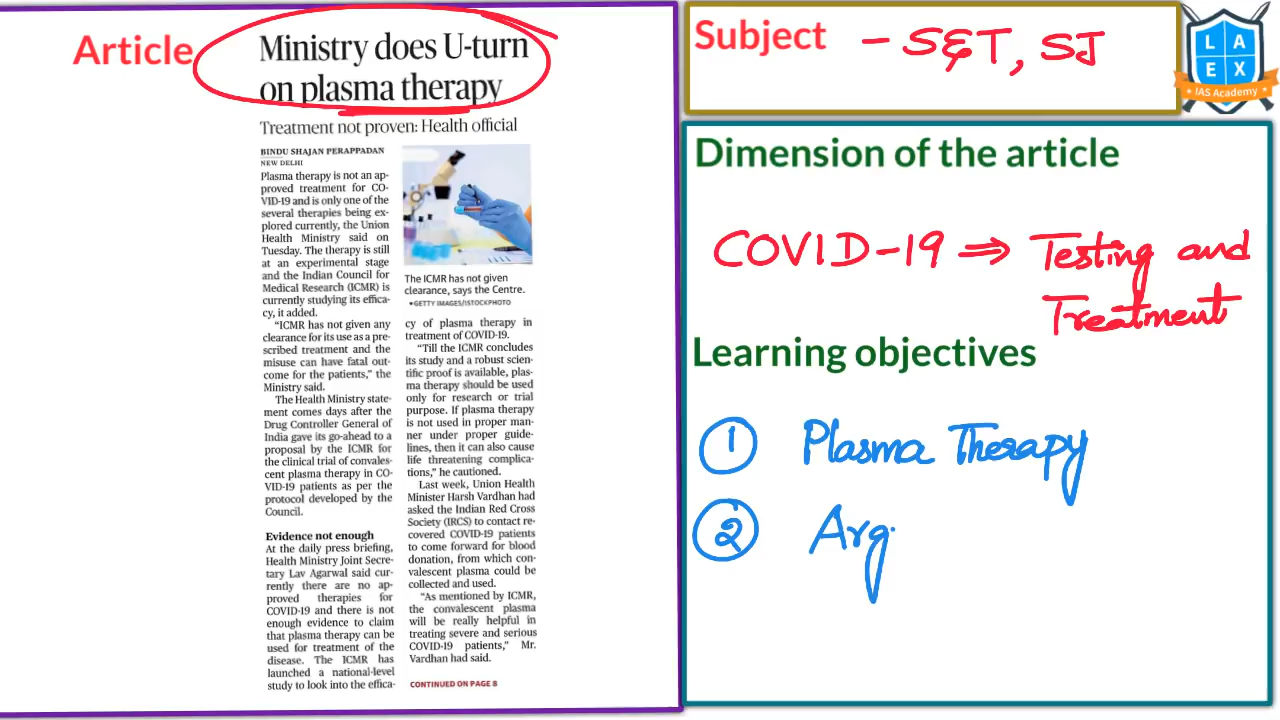 Article
Ministry does U-turn
on plasma therapy
Treatment not proven: Health official
BINDU SHAJAN PERAPPADAN
NEW DELHI
Plasma therapy is not an ap-
proved treatment for CO-
VID-19 and is only one of the
several therapies being ex-
plored currently, the Union
Health Ministry said on
Tuesday. The therapy is still
at an experimental stage
and the Indian Council for
Medical Research (ICMR) is
currently studying its effica-
cy, it added.
"ICMR has not given any
clearance for its use as a pre-
scribed treatment and the
misuse can have fatal out-
come for the patients," the
Ministry said.
The Health Ministry state-
ment comes days after the
Drug Controller General of
India gave its go-ahead to a
proposal by the ICMR for
the clinical trial of convales-
cent plasma therapy in CO-
VID-19 patients as per the
protocol developed by the
Council.
Evidence not enough
At the daily press briefing,
Health Ministry Joint Secre-
tary Lav Agarwal said cur-
rently there are no ap-
proved therapies for
COVID-19 and there is not
enough evidence to claim
that plasma therapy can be
used for treatment of the
disease. The ICMR has
launched a national-level
study to look into the effica-
The ICMR has not given
clearance, says the Centre.
•GETTY IMAGES/ISTOCKPHOTO
cy of plasma therapy in
treatment of COVID-19.
"Till the ICMR concludes
its study and a robust scien-
tific proof is available, plas-
ma therapy should be used
only for research or trial
purpose. If plasma therapy
is not used in proper man-
ner under proper guide-
lines, then it can also cause
life threatening complica-
tions," he cautioned.
Last week, Union Health
Minister Harsh Vardhan had
asked the Indian Red Cross
Society (IRCS) to contact re-
covered COVID-19 patients
to come forward for blood
donation, from which con-
valescent plasma could be
collected and used.
"As mentioned by ICMR,
the convalescent plasma
will be really helpful in
treating severe and serious
COVID-19 patients," Mr.
Vardhan had said.
CONTINUED ON PAGE 8
Subject - S&T, SJ
LA
EX
IAS Academy
Dimension of the article
COVID-19 ⇒ Testing and
Treatment
Learning objectives
① Plasma Therapy
② Arg